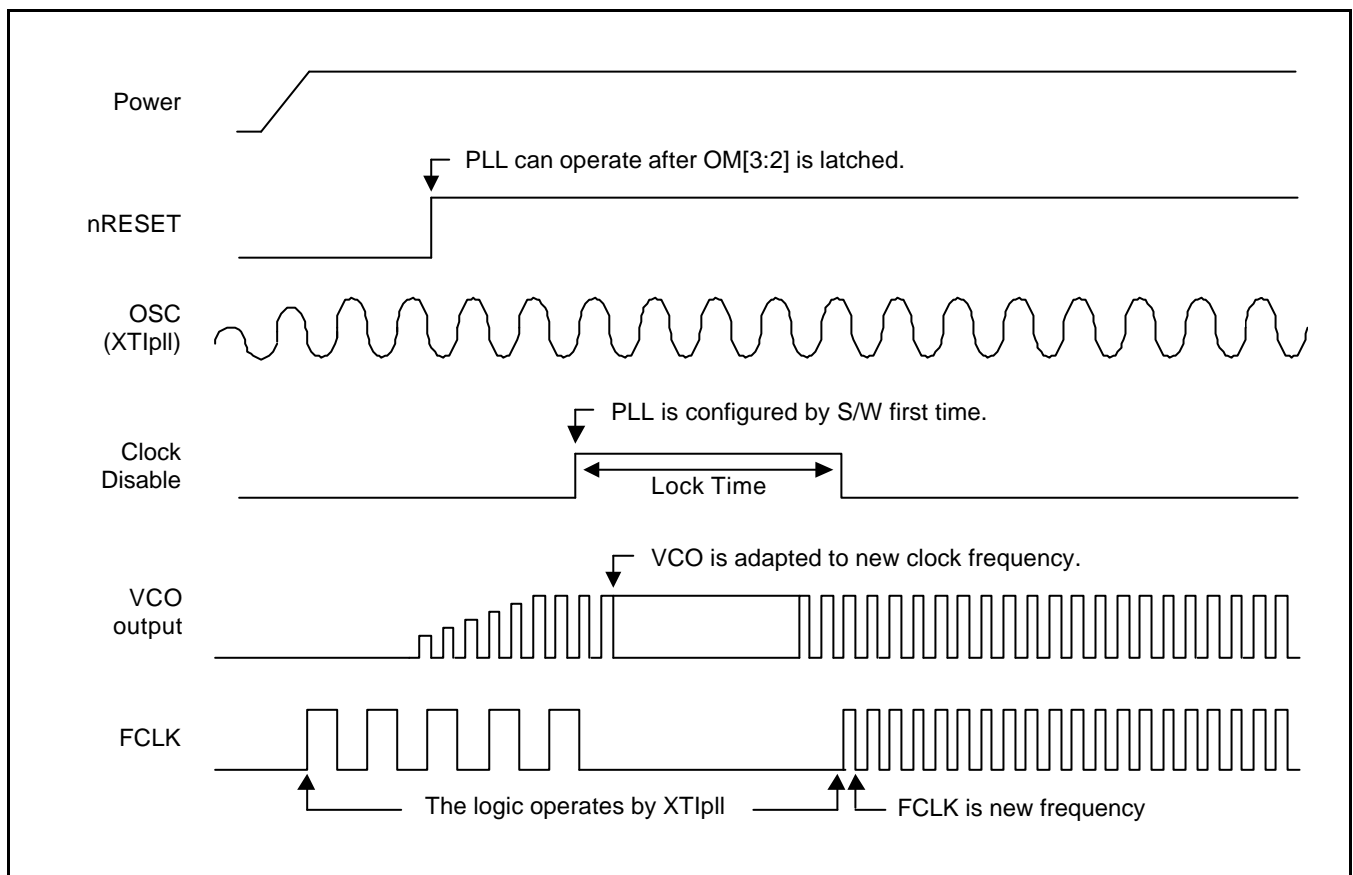 Power
PLL can operate after OM[3:2] is latched.
nRESET
OSC
(XTIpll)
PLL is configured by S/W first time.
Clock
Disable
Lock Time
VCO is adapted to new clock frequency.
VCO
output
FCLK
The logic operates by XTIpll
FCLK is new frequency